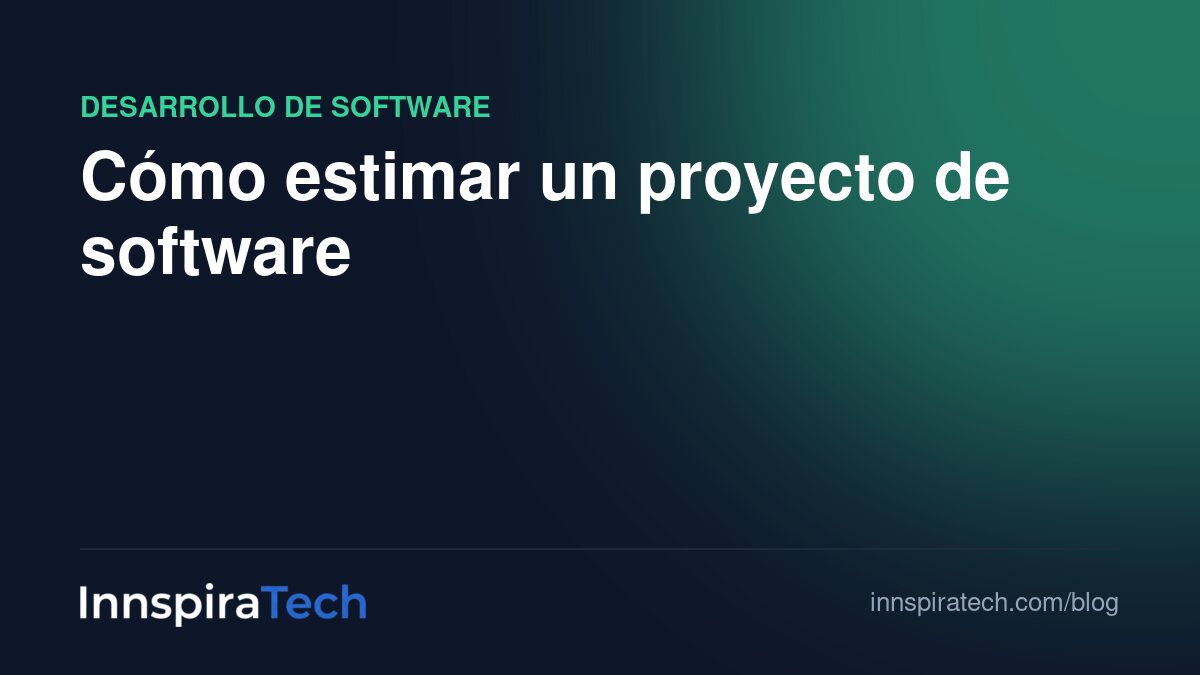 DESARROLLO DE SOFTWARE
Cómo estimar un proyecto de
software
InnspiraTech
innspiratech.com/blog